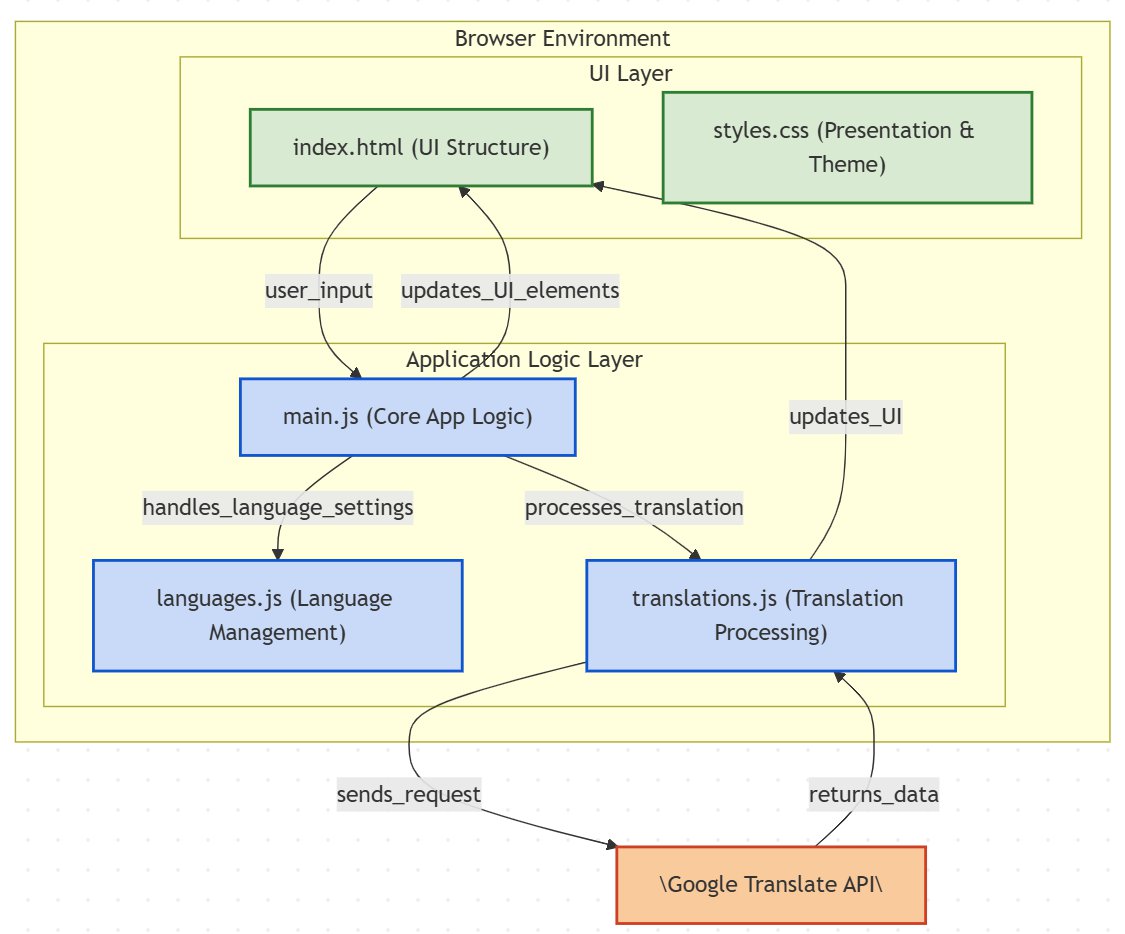 Browser Environment
UI Layer
index.html (UI Structure)
styles.css (Presentation &
Theme)
user_input
updates_UI_elements
Application Logic Layer
main.js (Core App Logic)
updates_UI
handles_language_settings
processes_translation
languages.js (Language
Management)
translations.js (Translation
Processing)
sends_request
returns_data
\Google Translate API\